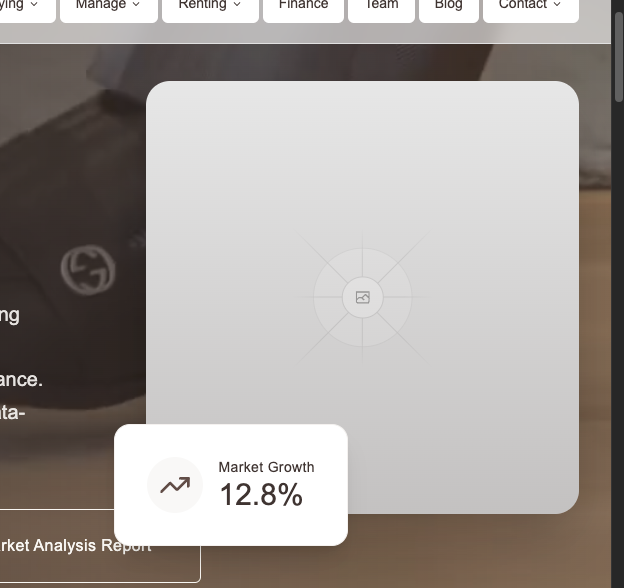 ying
Manage
Renting
Finance
Team
Blog
Contact
ng
ance.
ta-
Market Growth
12.8%
rket Analysis Report